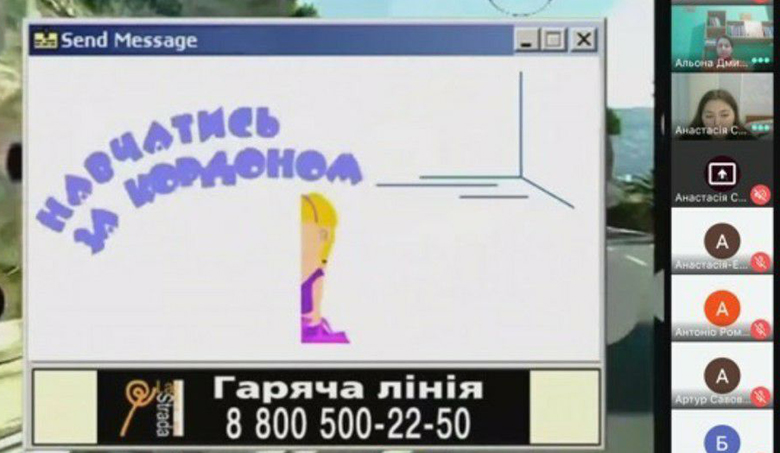 Send Message
НАВЧАТИСЬ
ЗА КОРДОНОМ
La
Strada
Гаряча лінія
8 800 500-22-50
Альона Дми...
Анастасія С...
Анастасія С...
А
Анастасія-Е...
А
Антоніо Ром...
А
Артур Савов...
Б